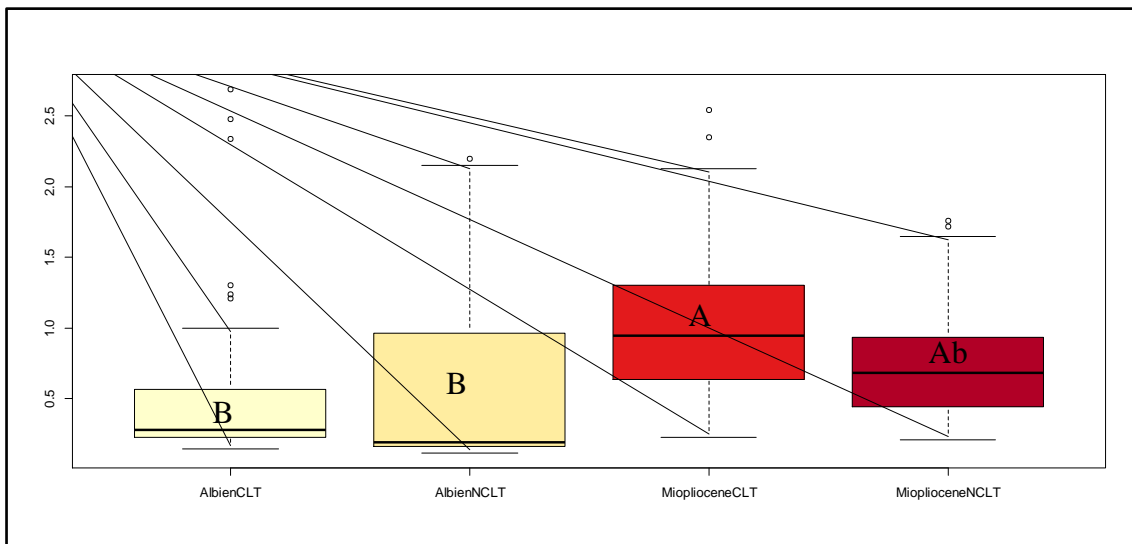 2.5
2.0
1.5
1.0
0.5
B
B
A
Ab
AlbienCLT
AlbienNCLT
MioplioceneCLT
MioplioceneNCLT